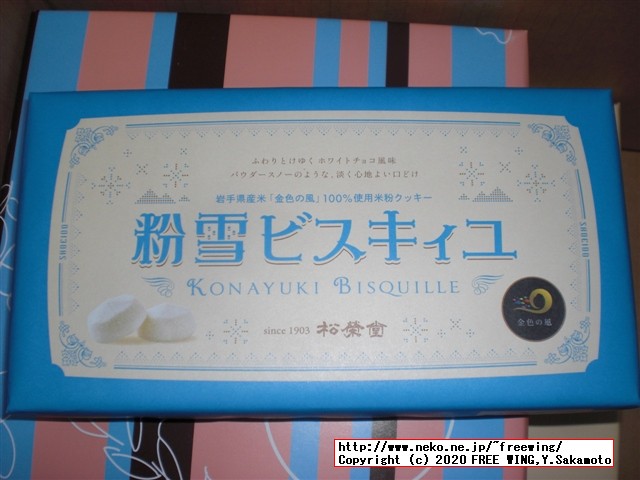 ふわりとけゆく ホワイトチョコ風味
パウダースノーのような、淡く心地よい口どけ
岩手県産米「金色の風」100％使用米粉クッキー
粉雪ビスキィユ
KONAYUKI BISQUILLE
since 1903 松榮堂
金色の風
SHOEIDO
SHOEIDO
http://www.neko.ne.jp/~freewing/
Copyright (c) 2020 FREE WING,Y.Sakamoto